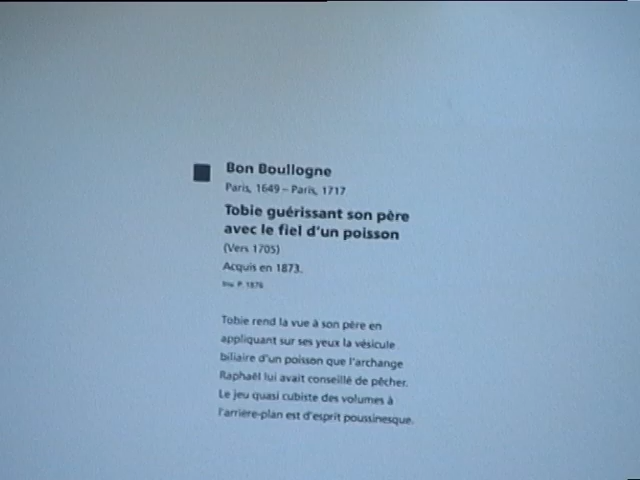 Bon Boullogne
Paris, 1649 – Paris, 1717
Tobie guérissant son père
avec le fiel d'un poisson
(Vers 1705)
Acquis en 1873.
Inv. P. 1876
Tobie rend la vue à son père en
appliquant sur ses yeux la vésicule
biliaire d'un poisson que l'archange
Raphaël lui avait conseillé de pêcher.
Le jeu quasi cubiste des volumes à
l'arrière-plan est d'esprit poussinesque.